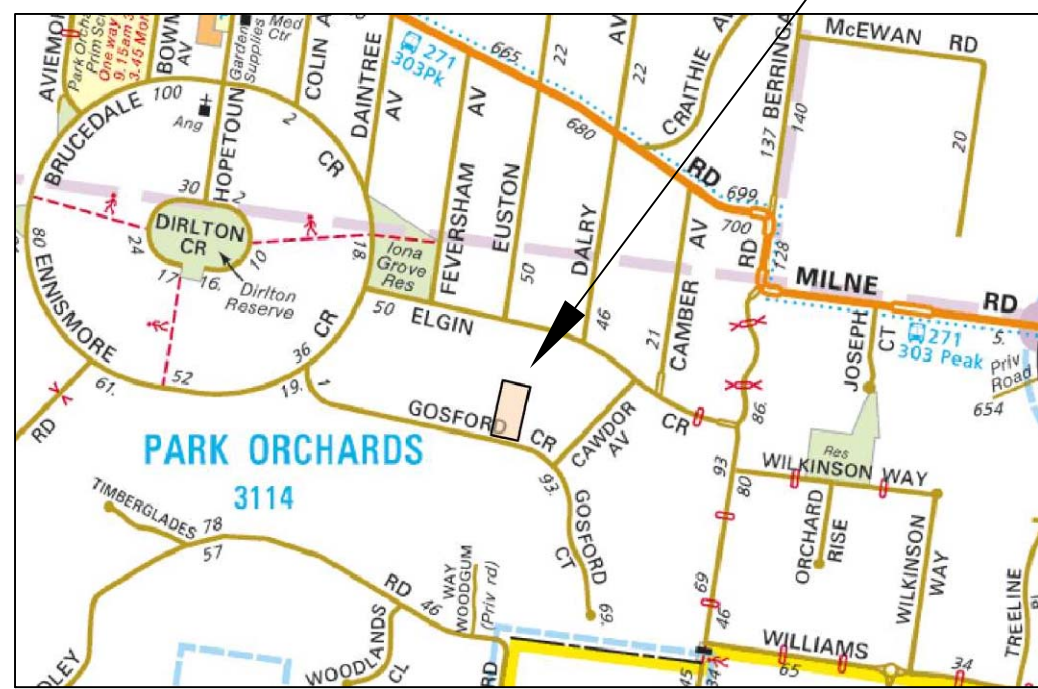 AVIEMORE
Park Orch
Prim Sch
One way
9.15am
3.45 Mon
BOWN
AV
Garden
Supplies
Med
Ctr
COLIN A
DAINTREE
AV
271
303Pk
665
22
AV
22
CRAITHIE
McEWAN RD
BERRINGA
137
140
20
BRUCEDALE
100
Ang
HOPETOUN
2
CR
680
FEVERSHAM
AV
EUSTON
DALRY
RD
699
700
RD
128
30
2
DIRLTON
CR
24
10
17
16.
18.
Dirlton
Reserve
Iona
Grove
Res
80
ENNISMORE
CR
50
ELGIN
50
46
21
CAMBER
AV
MILNE RD
271
303 Peak
5.
Priv
Road
654
JOSEPH
CT
36
61.
52
19.
1
GOSFORD CR
CAWDOR
AV
CR
86.
RD
PARK ORCHARDS
3114
93.
93
80
Res
WILKINSON WAY
TIMBERGLADES
78
57
GOSFORD
CT
69.
ORCHARD
RISE
WILKINSON
WAY
RD
46
WAY
WOODGUM
(Priv rd)
69
46
WOODLANDS
CL
RD
WILLIAMS
65
34
45
34
TREELINE